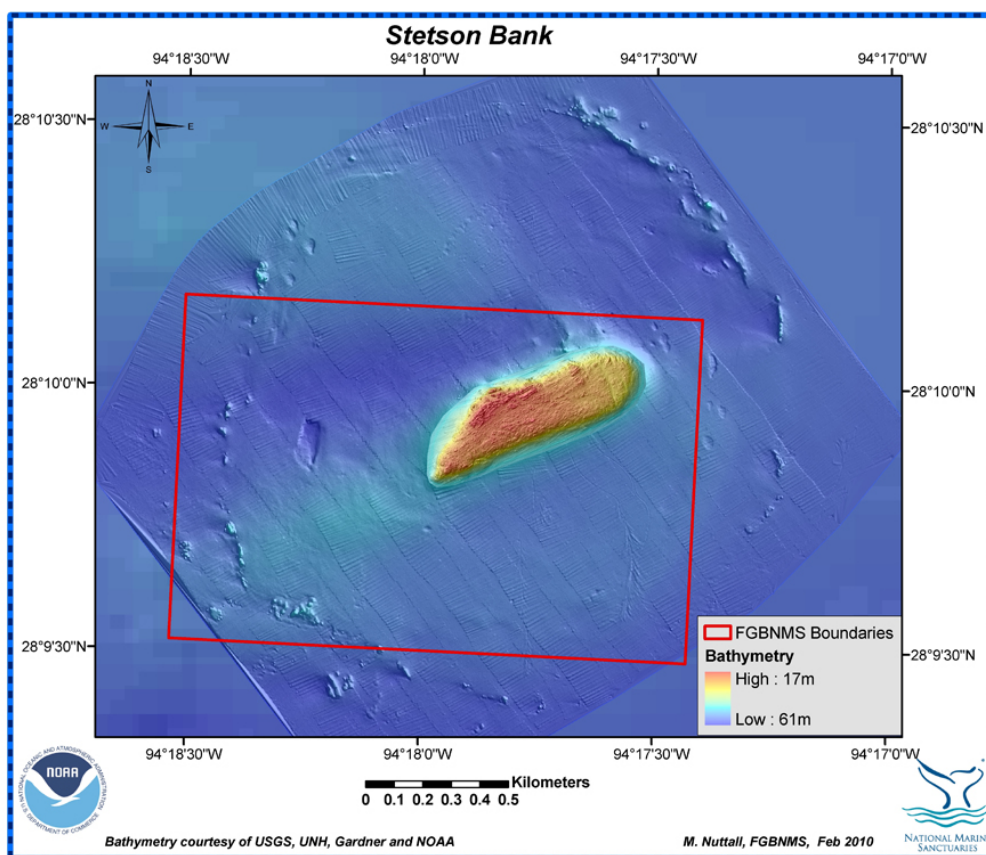 Stetson Bank
94°18'30"W 94°18'0"W 94°17'30"W 94°17'0"W
N
W E
S
28°10'30"N 28°10'30"N
28°10'0"N 28°10'0"N
28°9'30"N 28°9'30"N
FGBNMS Boundaries
Bathymetry
High : 17m
Low : 61m
94°18'30"W 94°18'0"W 94°17'30"W 94°17'0"W
Kilometers
0 0.1 0.2 0.3 0.4 0.5
NATIONAL OCEANIC AND ATMOSPHERIC ADMINISTRATION
NOAA
U.S. DEPARTMENT OF COMMERCE
NATIONAL MARINE
SANCTUARIES
Bathymetry courtesy of USGS, UNH, Gardner and NOAA M. Nuttall, FGBNMS, Feb 2010